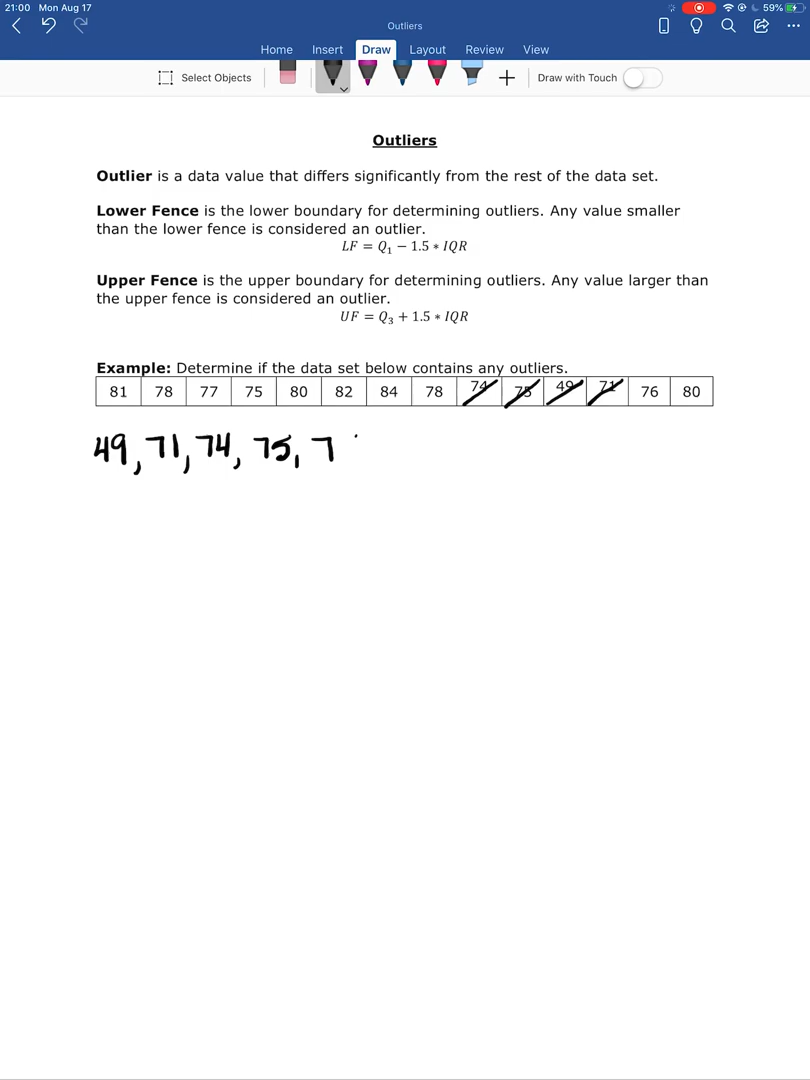 21:00 Mon Aug 17 59%
Outliers
Home Insert Draw Layout Review View
Select Objects Draw with Touch
Outliers
Outlier is a data value that differs significantly from the rest of the data set.
Lower Fence is the lower boundary for determining outliers. Any value smaller
than the lower fence is considered an outlier.
LF = Q₁ − 1.5 ∗ IQR
Upper Fence is the upper boundary for determining outliers. Any value larger than
the upper fence is considered an outlier.
UF = Q₃ + 1.5 ∗ IQR
Example: Determine if the data set below contains any outliers.
81 78 77 75 80 82 84 78 74 75 49 71 76 80
49, 71, 74, 75, 7